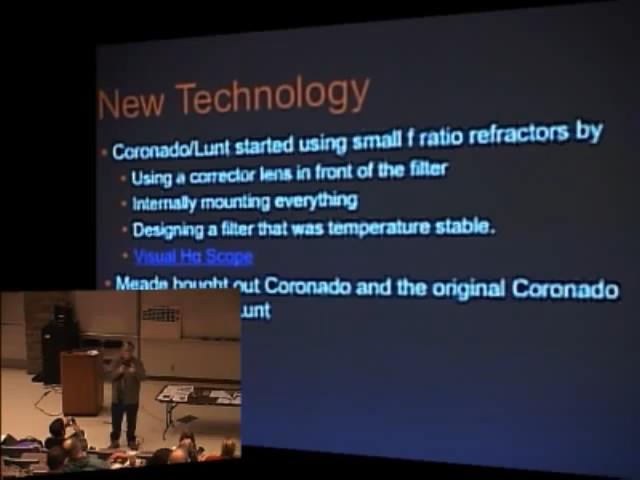 New Technology
• Coronado/Lunt started using small f ratio refractors by
• Using a corrector lens in front of the filter
• Internally mounting everything
• Designing a filter that was temperature stable.
• Visual Hα Scope
• Meade bought out Coronado and the original Coronado
Lunt